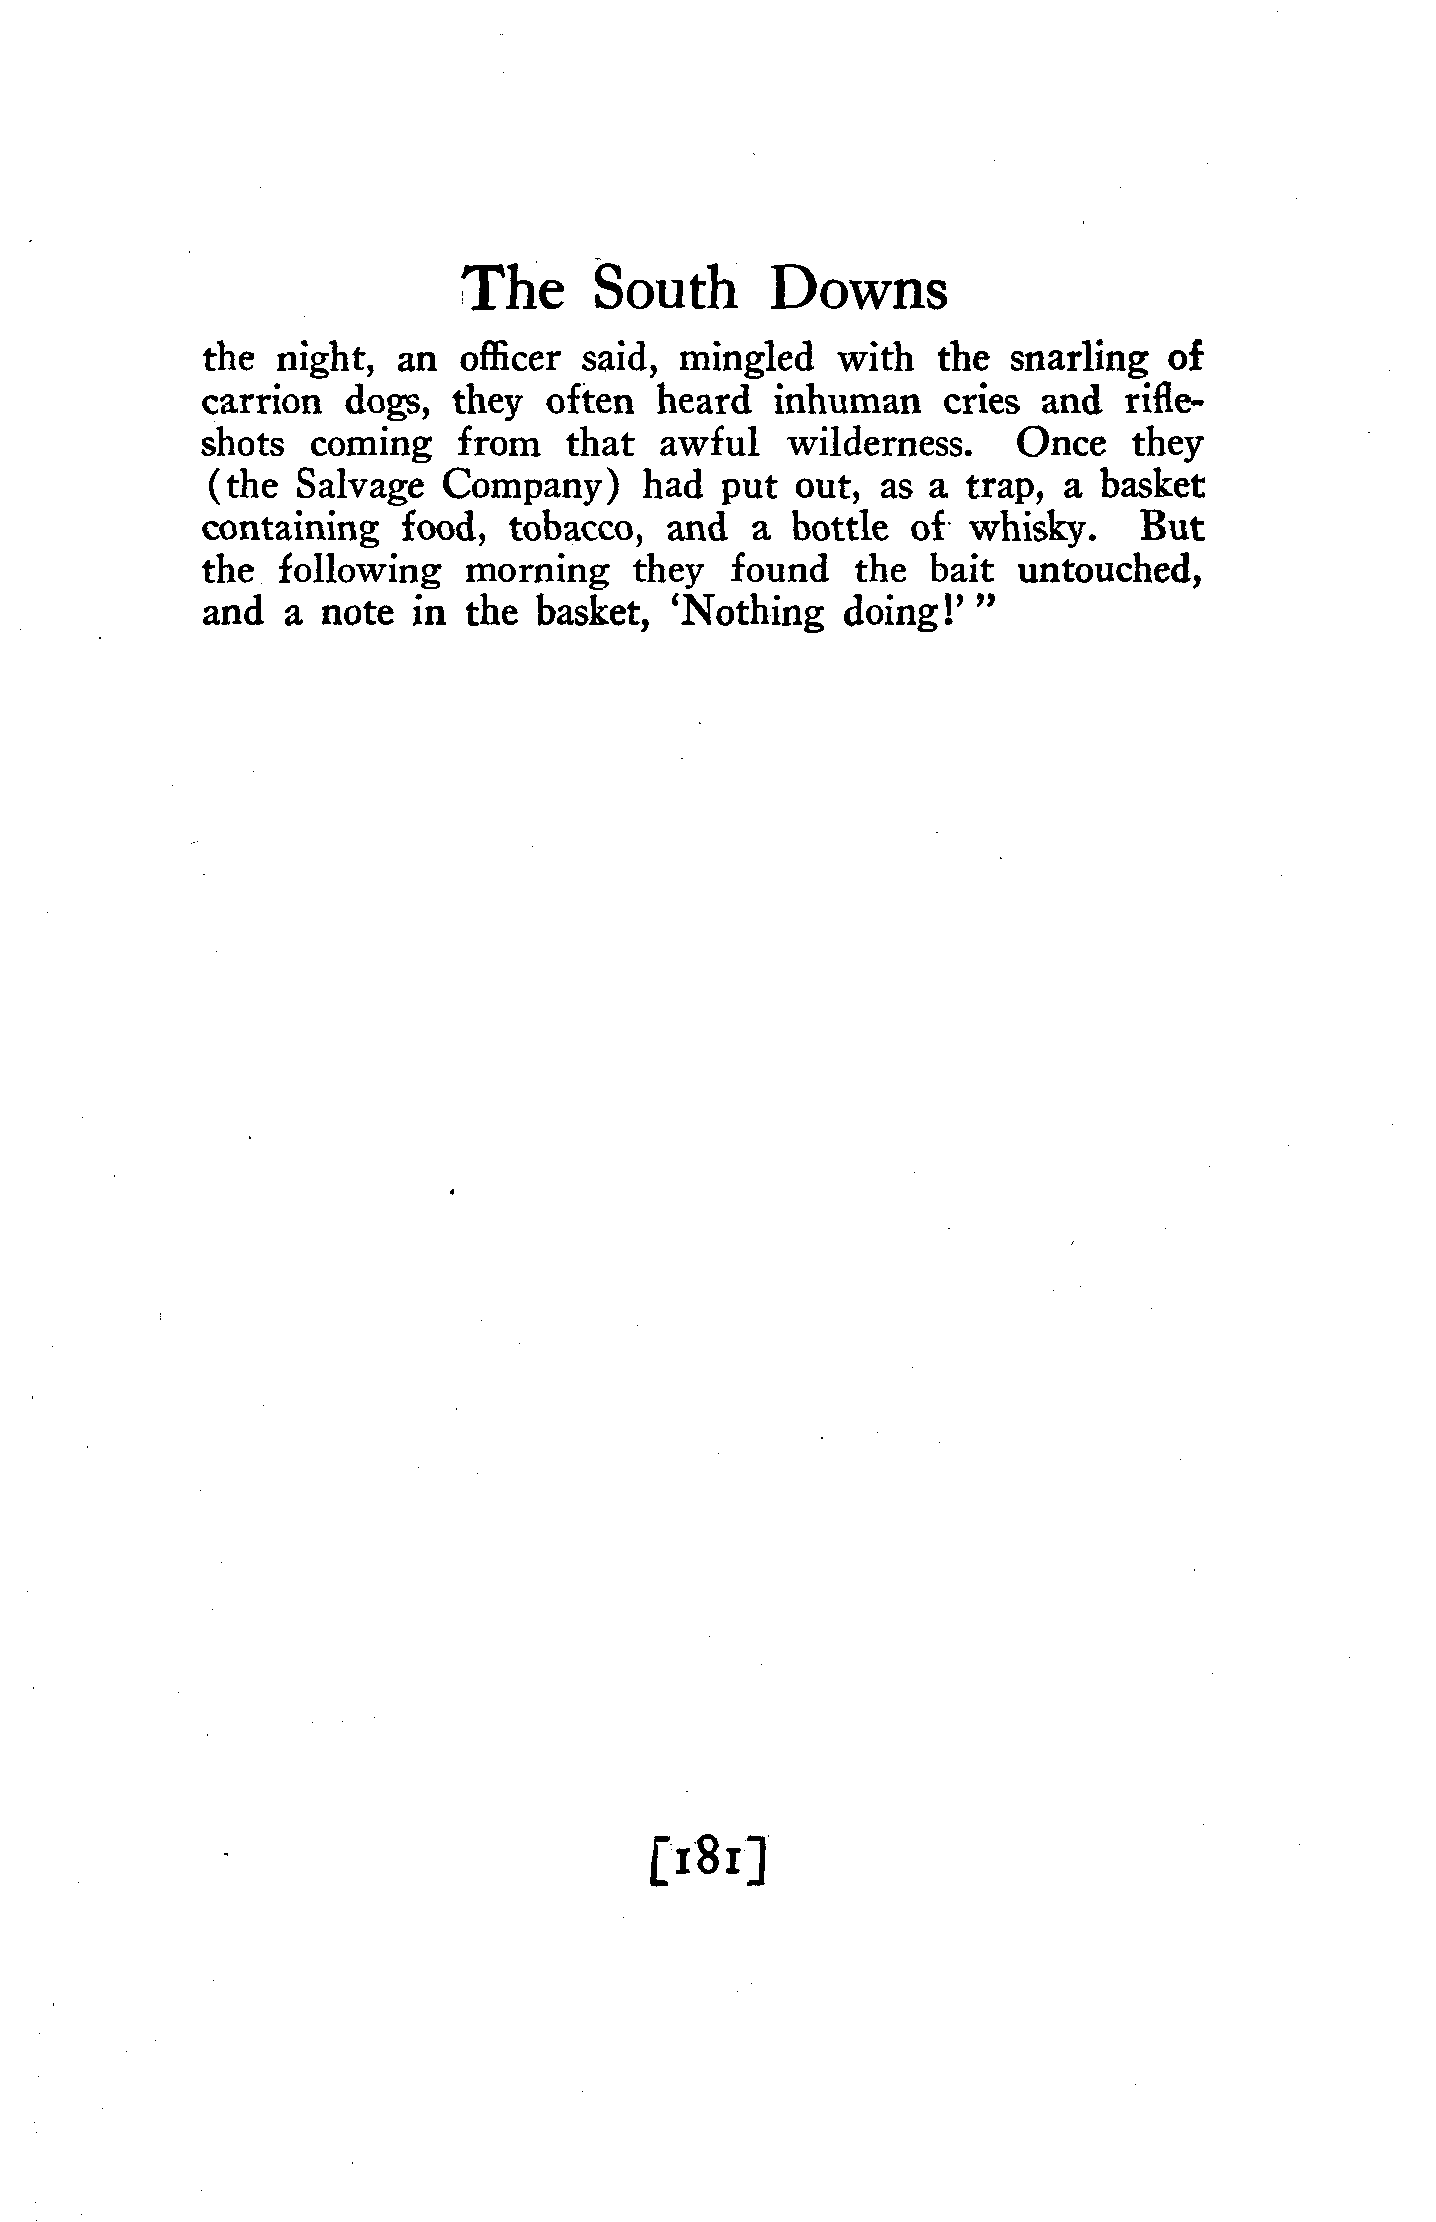 The South Downs
the night, an officer said, mingled with the snarling of
carrion dogs, they often heard inhuman cries and rifle-
shots coming from that awful wilderness. Once they
(the Salvage Company) had put out, as a trap, a basket
containing food, tobacco, and a bottle of whisky. But
the following morning they found the bait untouched,
and a note in the basket, ‘Nothing doing!’ ”
[181]